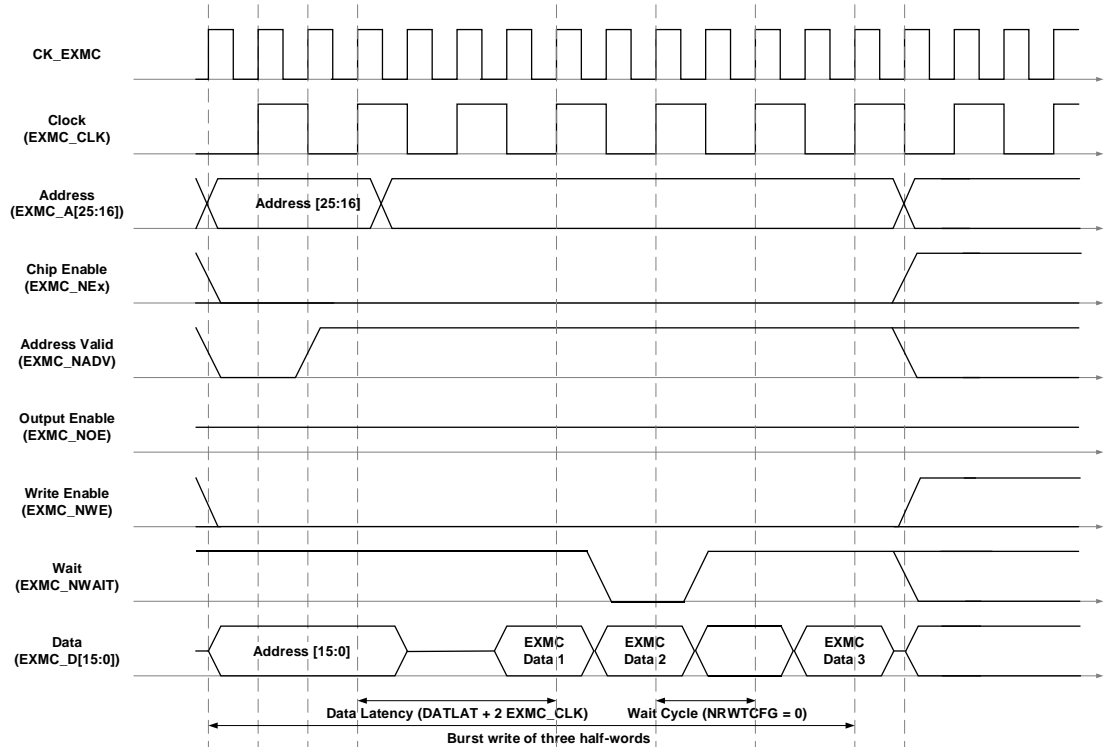 CK_EXMC
Clock
(EXMC_CLK)
Address
(EXMC_A[25:16])
Address [25:16]
Chip Enable
(EXMC_NEx)
Address Valid
(EXMC_NADV)
Output Enable
(EXMC_NOE)
Write Enable
(EXMC_NWE)
Wait
(EXMC_NWAIT)
Data
(EXMC_D[15:0])
Address [15:0]
EXMC
Data 1
EXMC
Data 2
EXMC
Data 3
Data Latency (DATLAT + 2 EXMC_CLK)
Wait Cycle (NRWTCFG = 0)
Burst write of three half-words